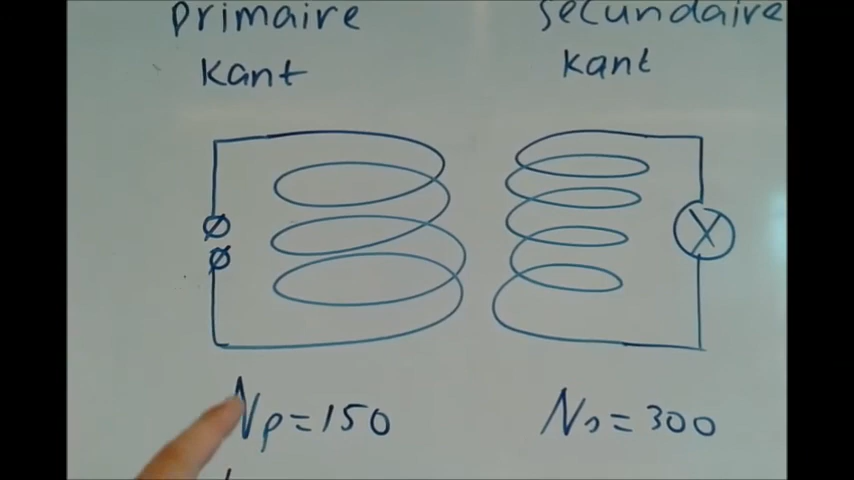 primaire
kant
secundaire
kant
Np=150
Ns=300